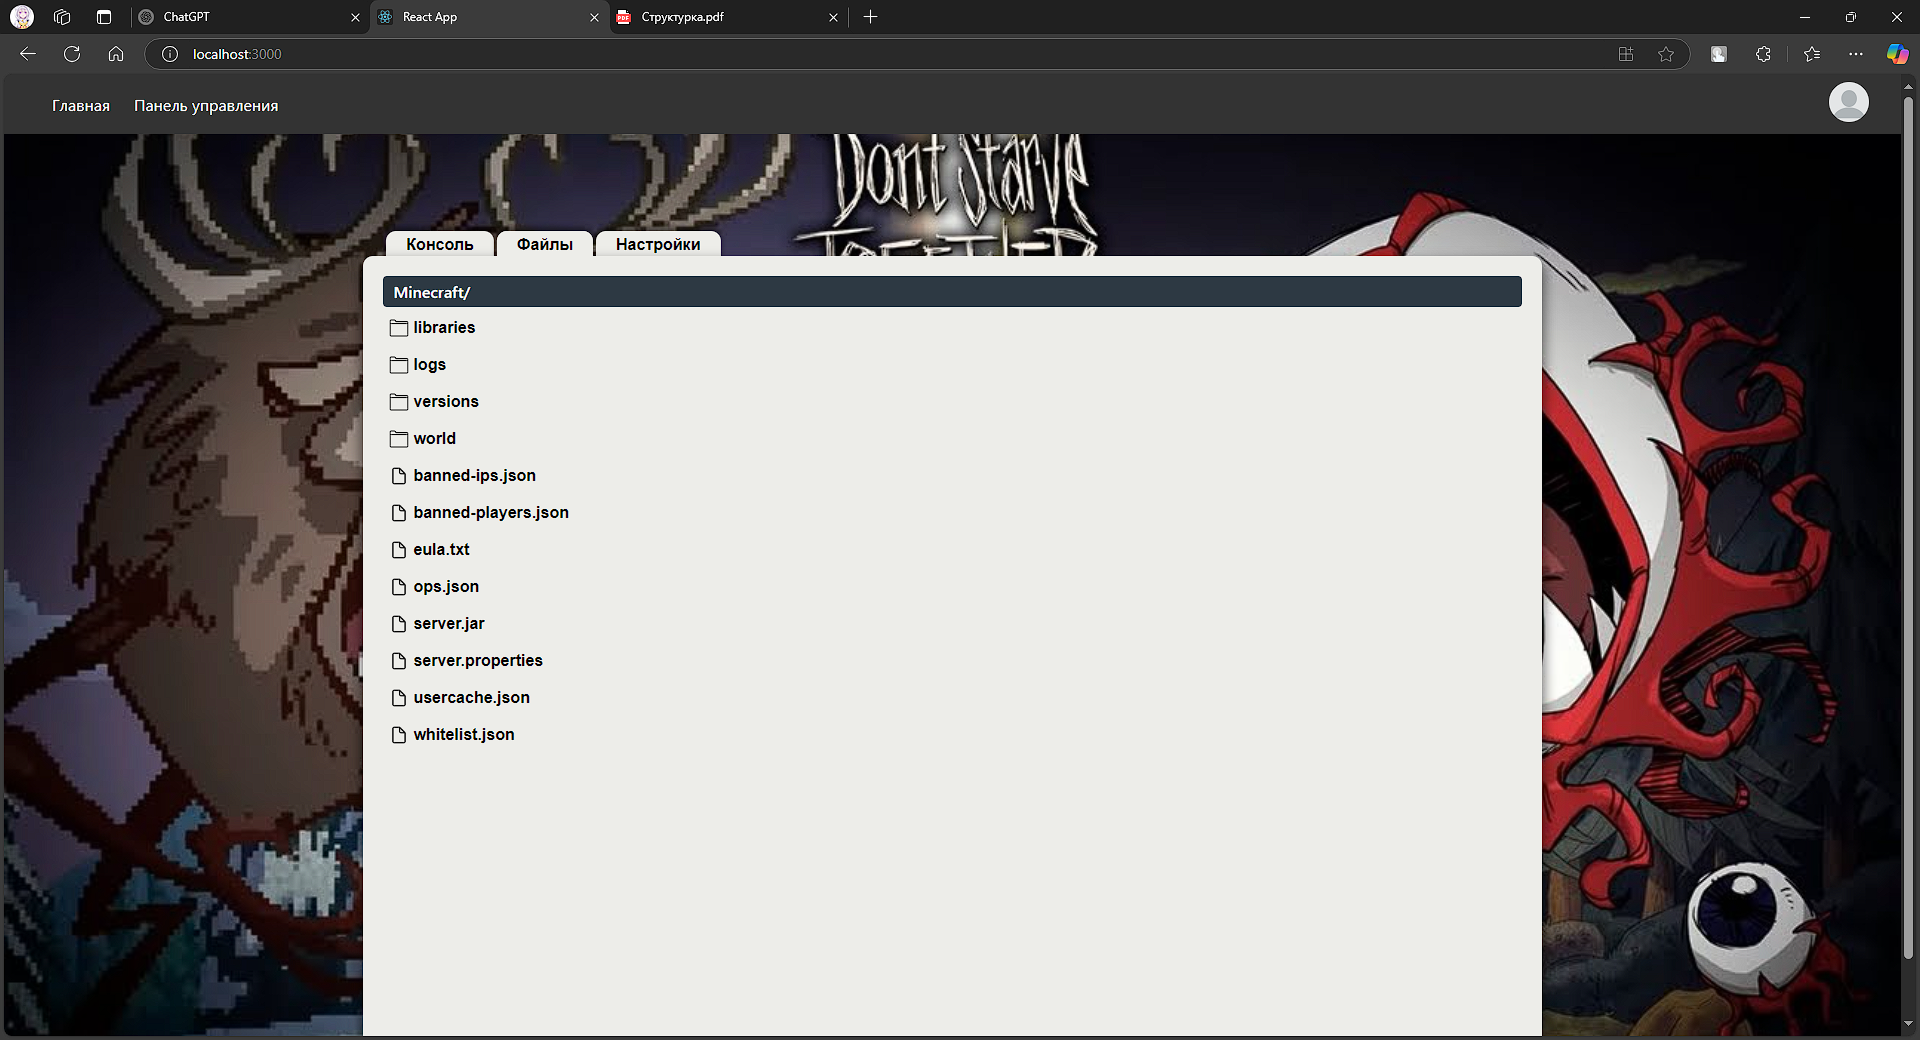 ChatGPT
React App
Структурка.pdf
localhost:3000
Главная Панель управления
Dont Starve
TOGETHER
Консоль Файлы Настройки
Minecraft/
libraries
logs
versions
world
banned-ips.json
banned-players.json
eula.txt
ops.json
server.jar
server.properties
usercache.json
whitelist.json